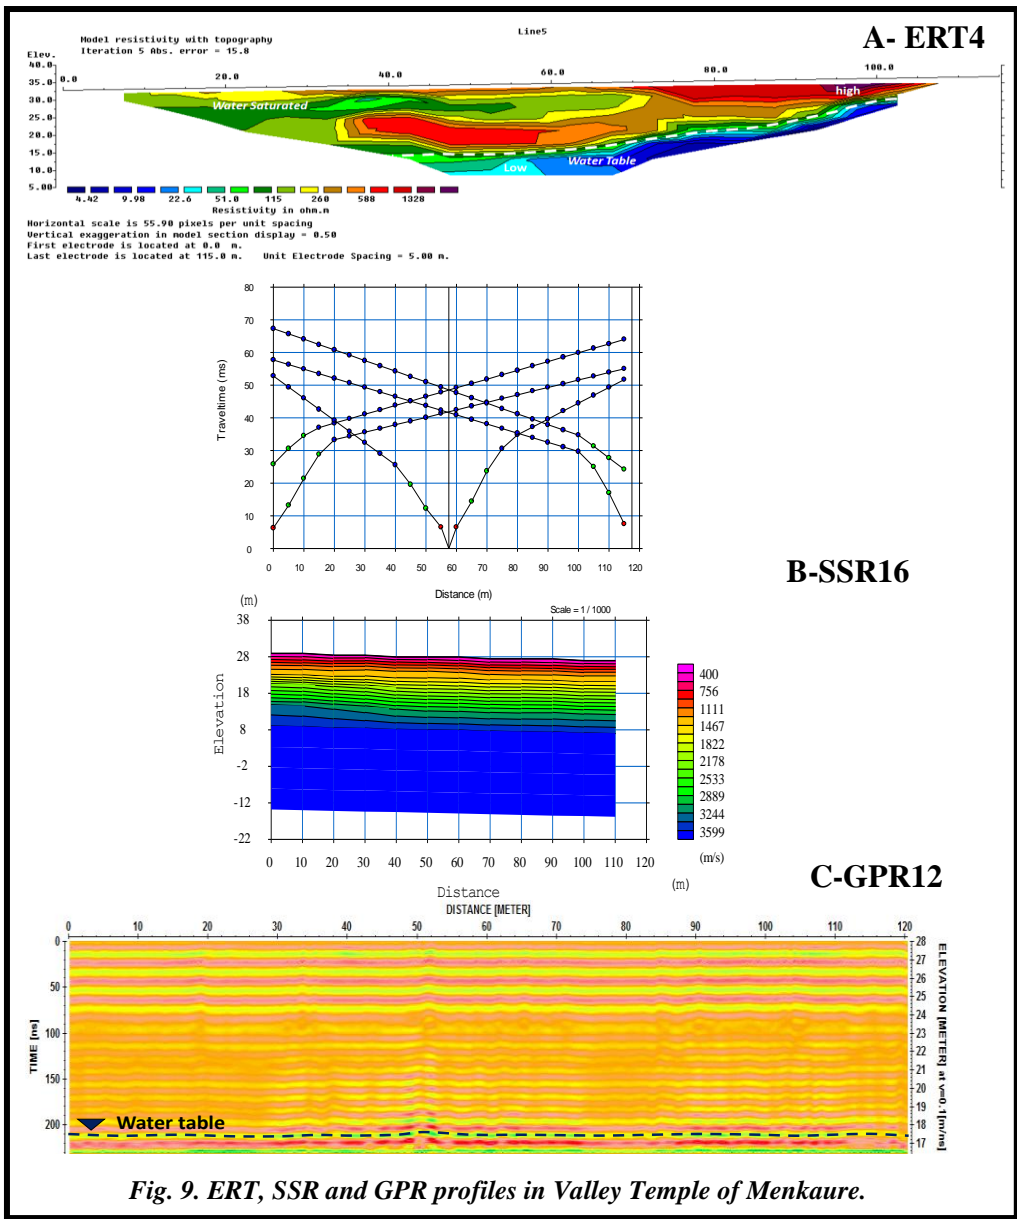 Line5
Model resistivity with topography
Iteration 5 Abs. error = 15.8
A- ERT4
Elev.
40.0
35.0
30.0
25.0
20.0
15.0
10.0
5.00
0.0 20.0 40.0 60.0 80.0 100.0
high
Water Saturated
Water Table
Low
4.42 9.98 22.6 51.0 115 260 588 1328
Resistivity in ohm.m
Horizontal scale is 55.90 pixels per unit spacing
Vertical exaggeration in model section display = 0.50
First electrode is located at 0.0 m.
Last electrode is located at 115.0 m. Unit Electrode Spacing = 5.00 m.
80
70
60
50
40
30
20
10
0
Traveltime (ms)
0 10 20 30 40 50 60 70 80 90 100 110 120
Distance (m)
B-SSR16
(m)
Scale = 1 / 1000
38
28
18
8
-2
-12
-22
Elevation
400
756
1111
1467
1822
2178
2533
2889
3244
3599
(m/s)
0 10 20 30 40 50 60 70 80 90 100 110 120
(m)
Distance
C-GPR12
DISTANCE [METER]
0 10 20 30 40 50 60 70 80 90 100 110 120
0
50
100
150
200
TIME [ns]
28
27
26
25
24
23
22
21
20
19
18
17
ELEVATION [METER] at v=0.1[m/ns]
Water table
Fig. 9. ERT, SSR and GPR profiles in Valley Temple of Menkaure.